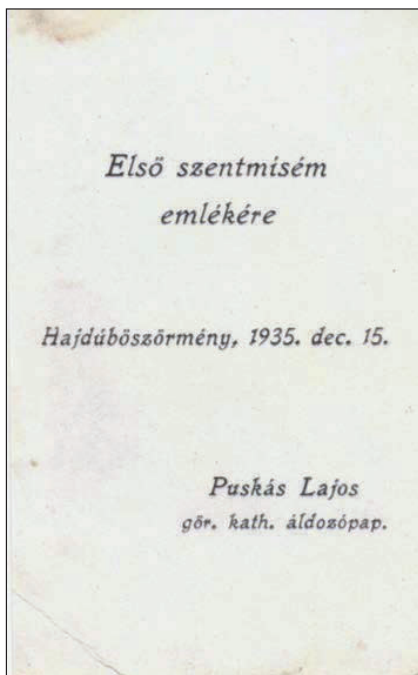 Első szentmisém
emlékére
Hajdúböszörmény, 1935. dec. 15.
Puskás Lajos
gör. kath. áldozópap.